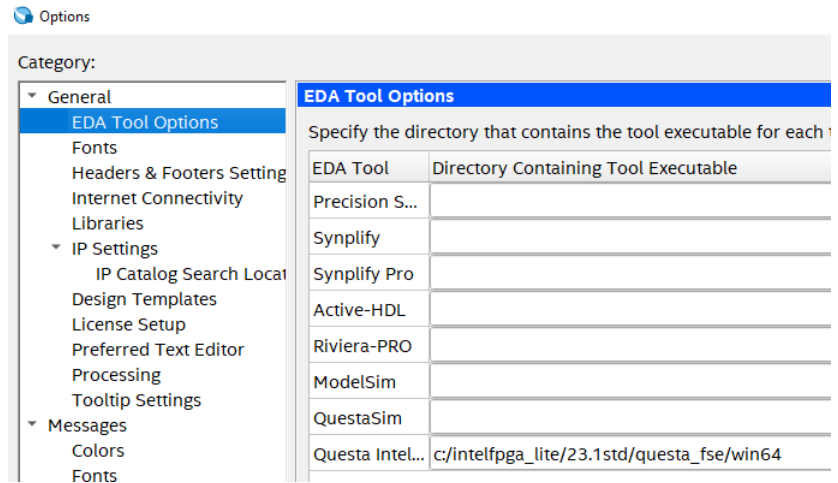 Options
Category:
General
EDA Tool Options
Fonts
Headers & Footers Setting
Internet Connectivity
Libraries
IP Settings
IP Catalog Search Locat
Design Templates
License Setup
Preferred Text Editor
Processing
Tooltip Settings
Messages
Colors
Fonts
EDA Tool Options
Specify the directory that contains the tool executable for each t
EDA Tool Directory Containing Tool Executable
Precision S...
Synplify
Synplify Pro
Active-HDL
Riviera-PRO
ModelSim
QuestaSim
Questa Intel... c:/intelfpga_lite/23.1std/questa_fse/win64